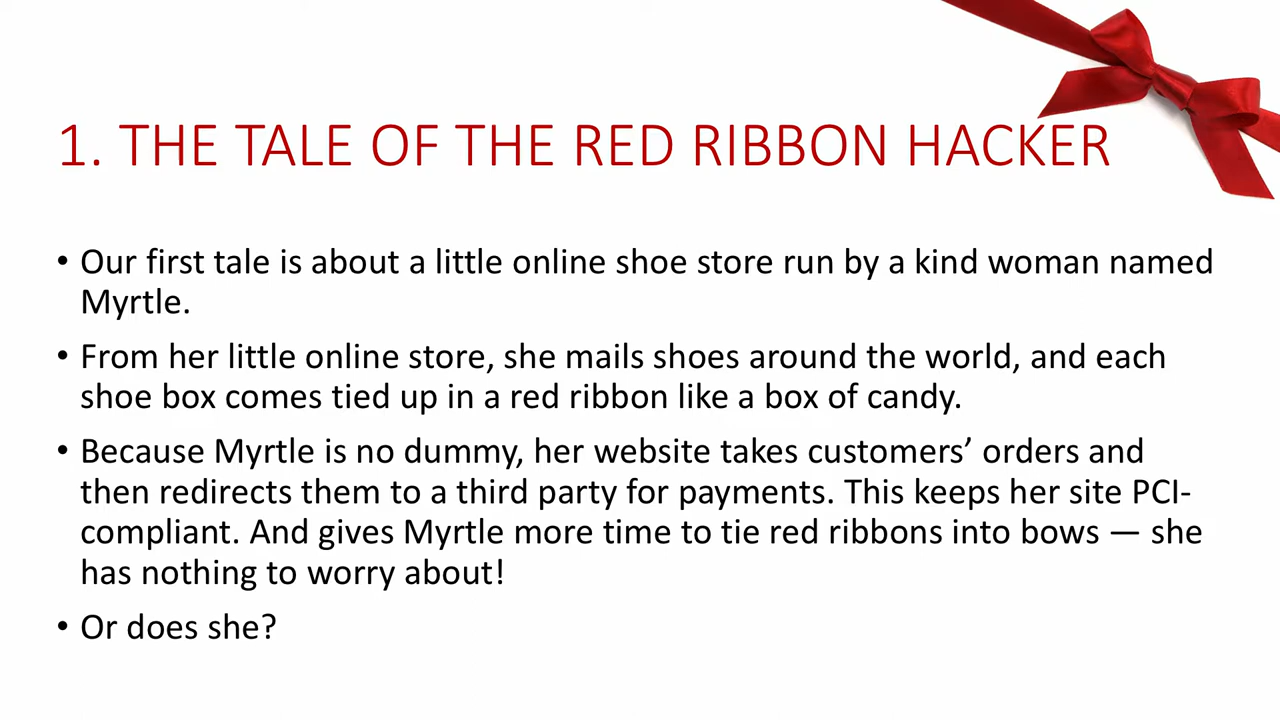 1. THE TALE OF THE RED RIBBON HACKER
• Our first tale is about a little online shoe store run by a kind woman named
Myrtle.
• From her little online store, she mails shoes around the world, and each
shoe box comes tied up in a red ribbon like a box of candy.
• Because Myrtle is no dummy, her website takes customers’ orders and
then redirects them to a third party for payments. This keeps her site PCI-
compliant. And gives Myrtle more time to tie red ribbons into bows — she
has nothing to worry about!
• Or does she?